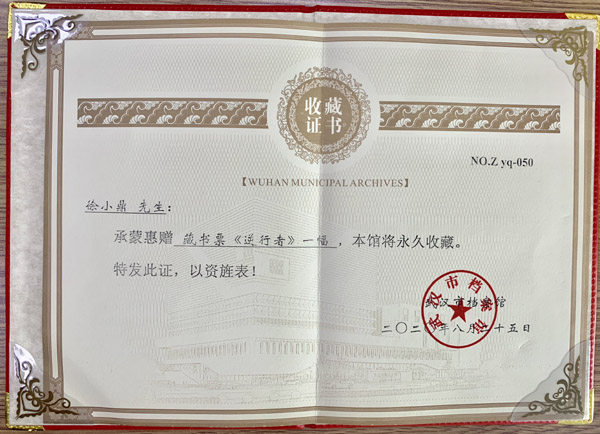 收藏
证书
【WUHAN MUNICIPAL ARCHIVES】
NO.Z yq-050
徐小鼎 先生：
承蒙惠赠 藏书票《逆行者》一幅，本馆将永久收藏。
特发此证，以资旌表！
武汉市档案馆
二〇二〇年八月 十五日